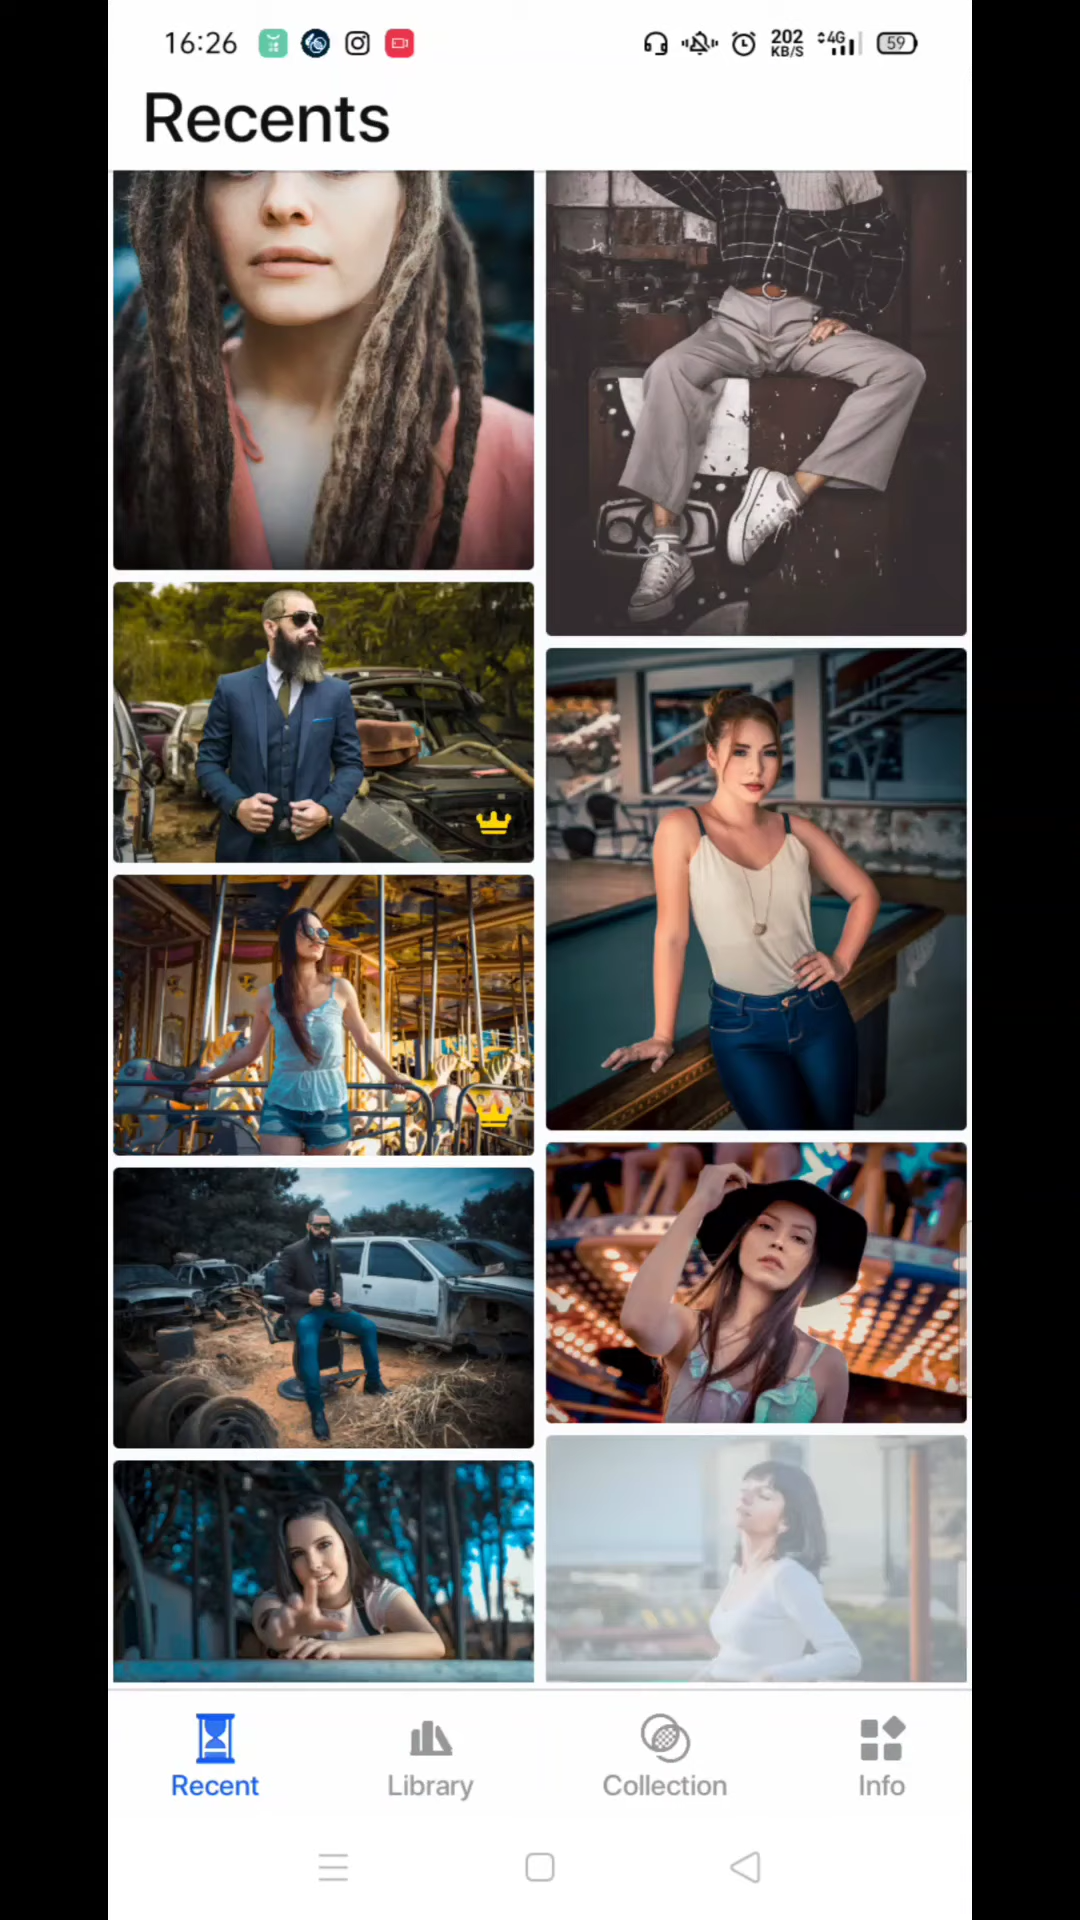 16:26
202
KB/S
4G
59
Recents
Recent
Library
Collection
Info